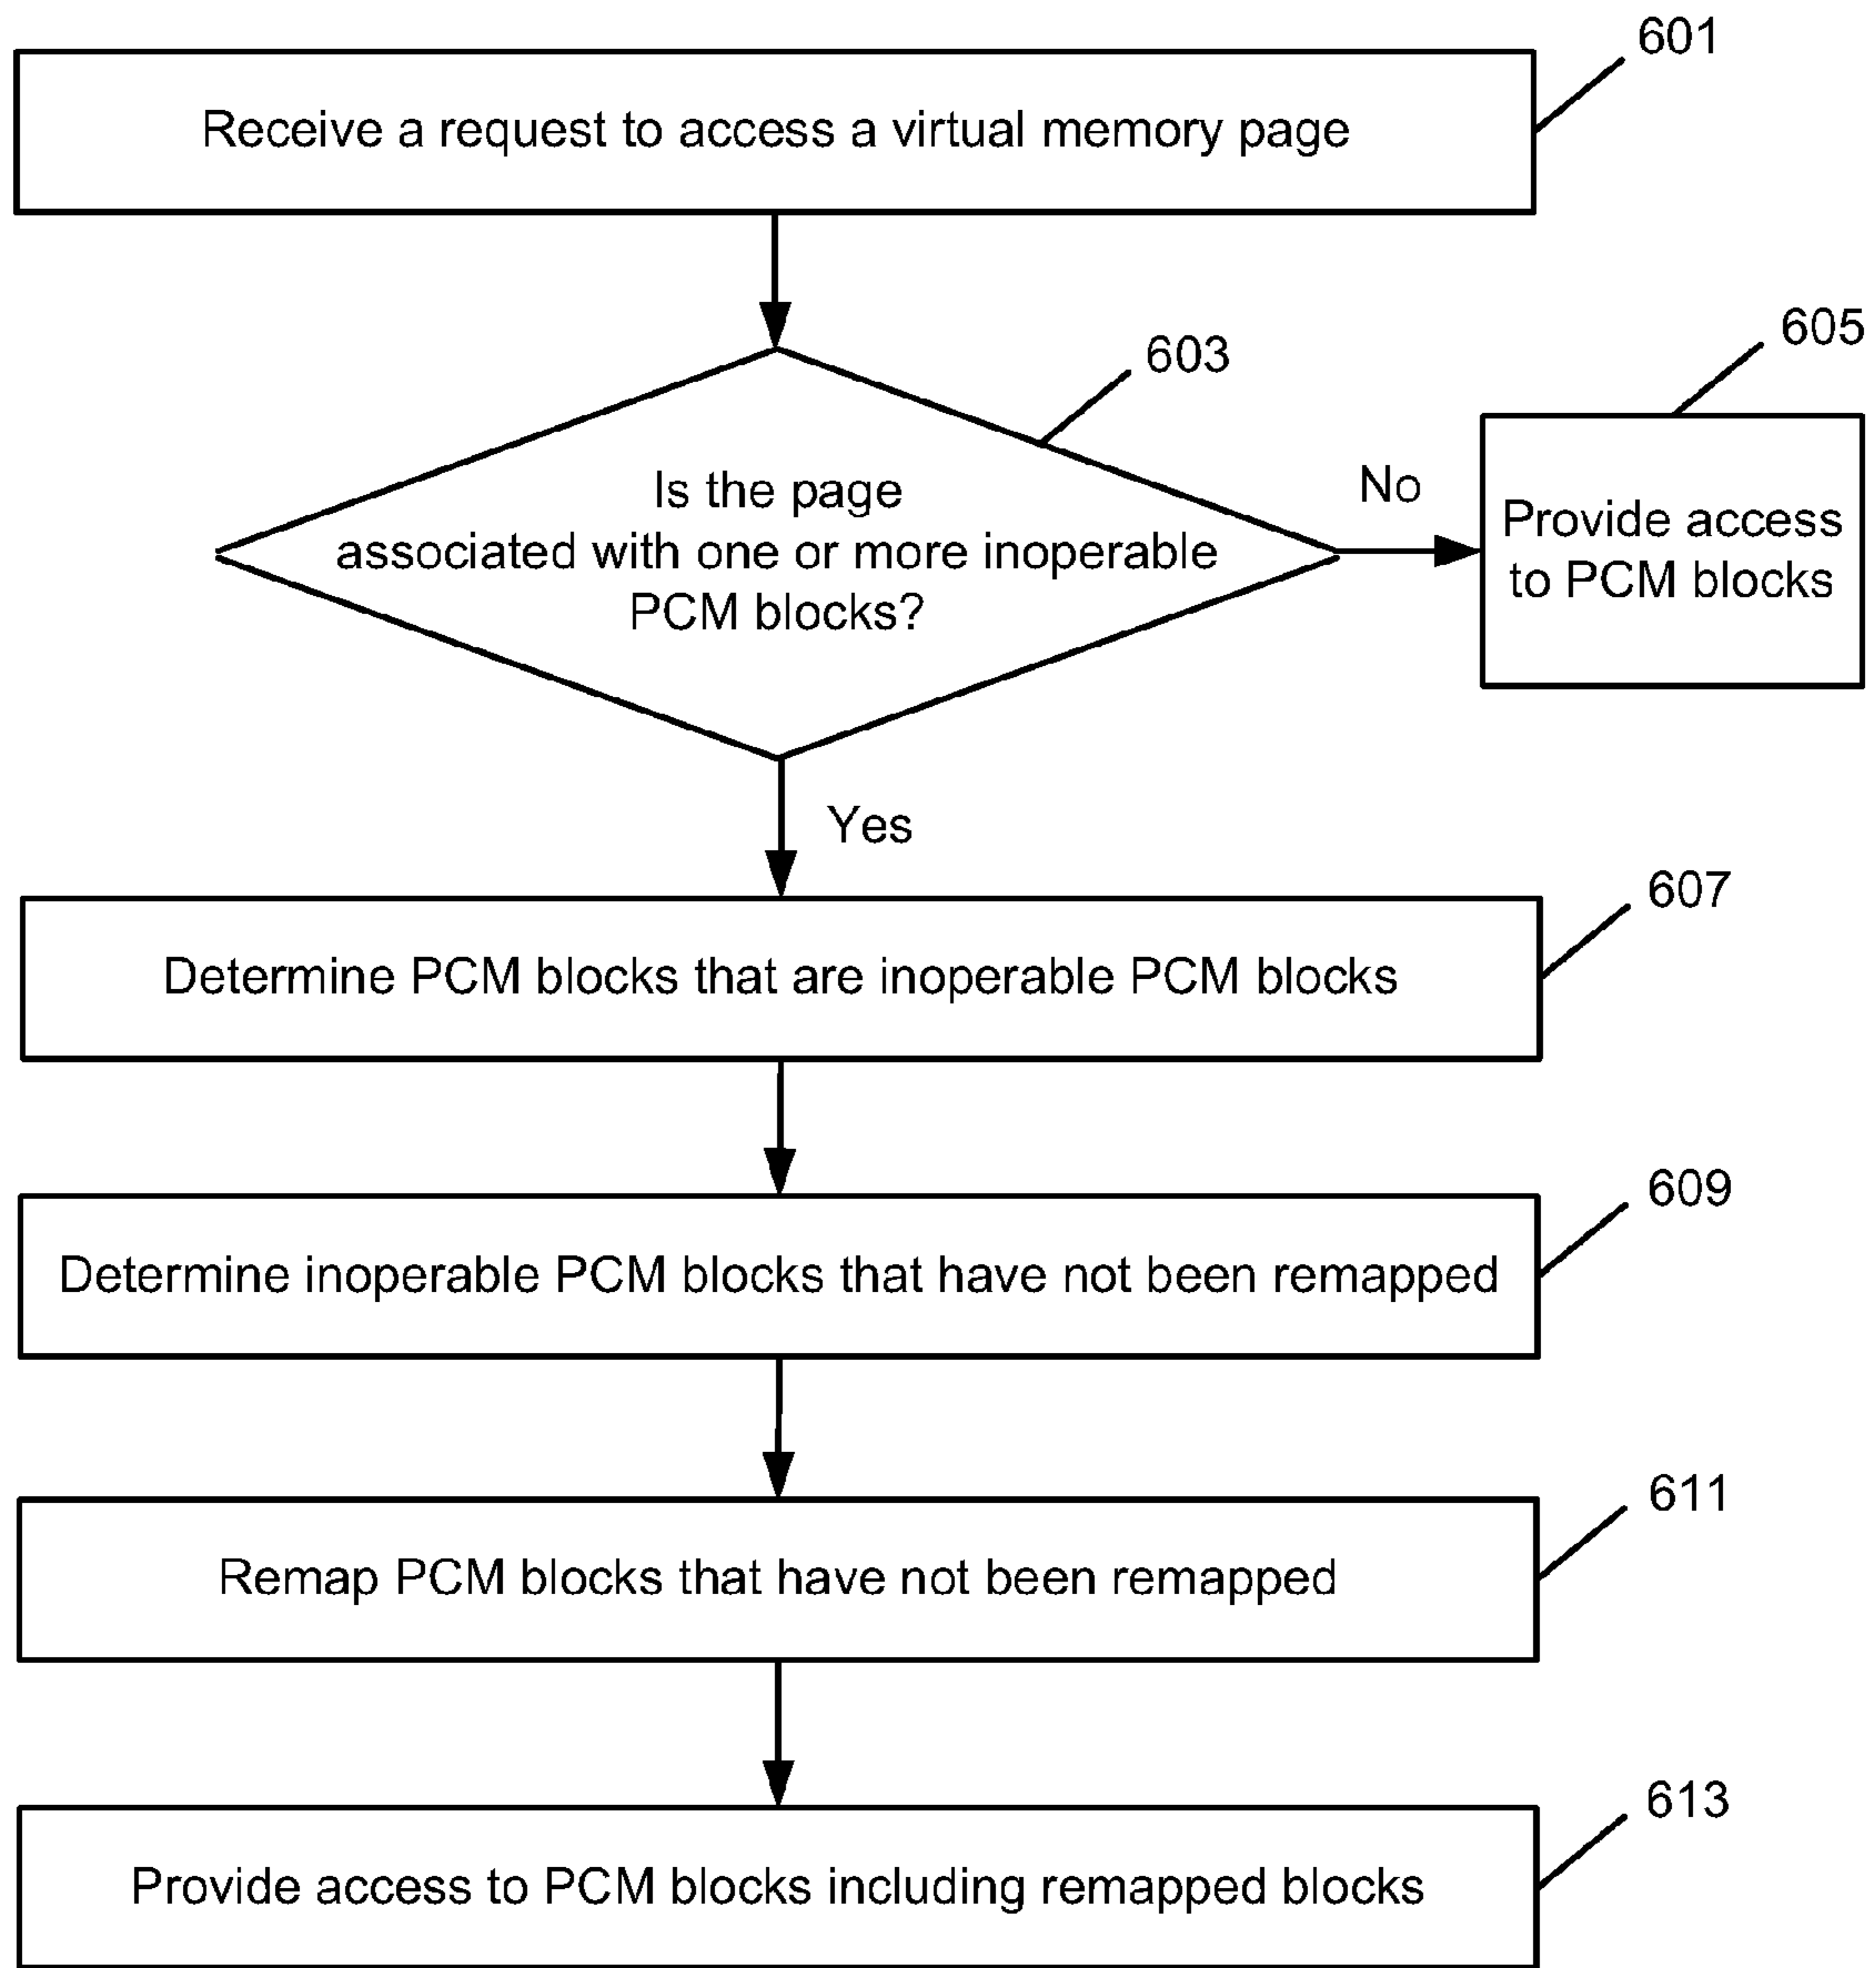 601
Receive a request to access a virtual memory page
603
605
Is the page
associated with one or more inoperable
PCM blocks?
No
Provide access
to PCM blocks
Yes
607
Determine PCM blocks that are inoperable PCM blocks
609
Determine inoperable PCM blocks that have not been remapped
611
Remap PCM blocks that have not been remapped
613
Provide access to PCM blocks including remapped blocks